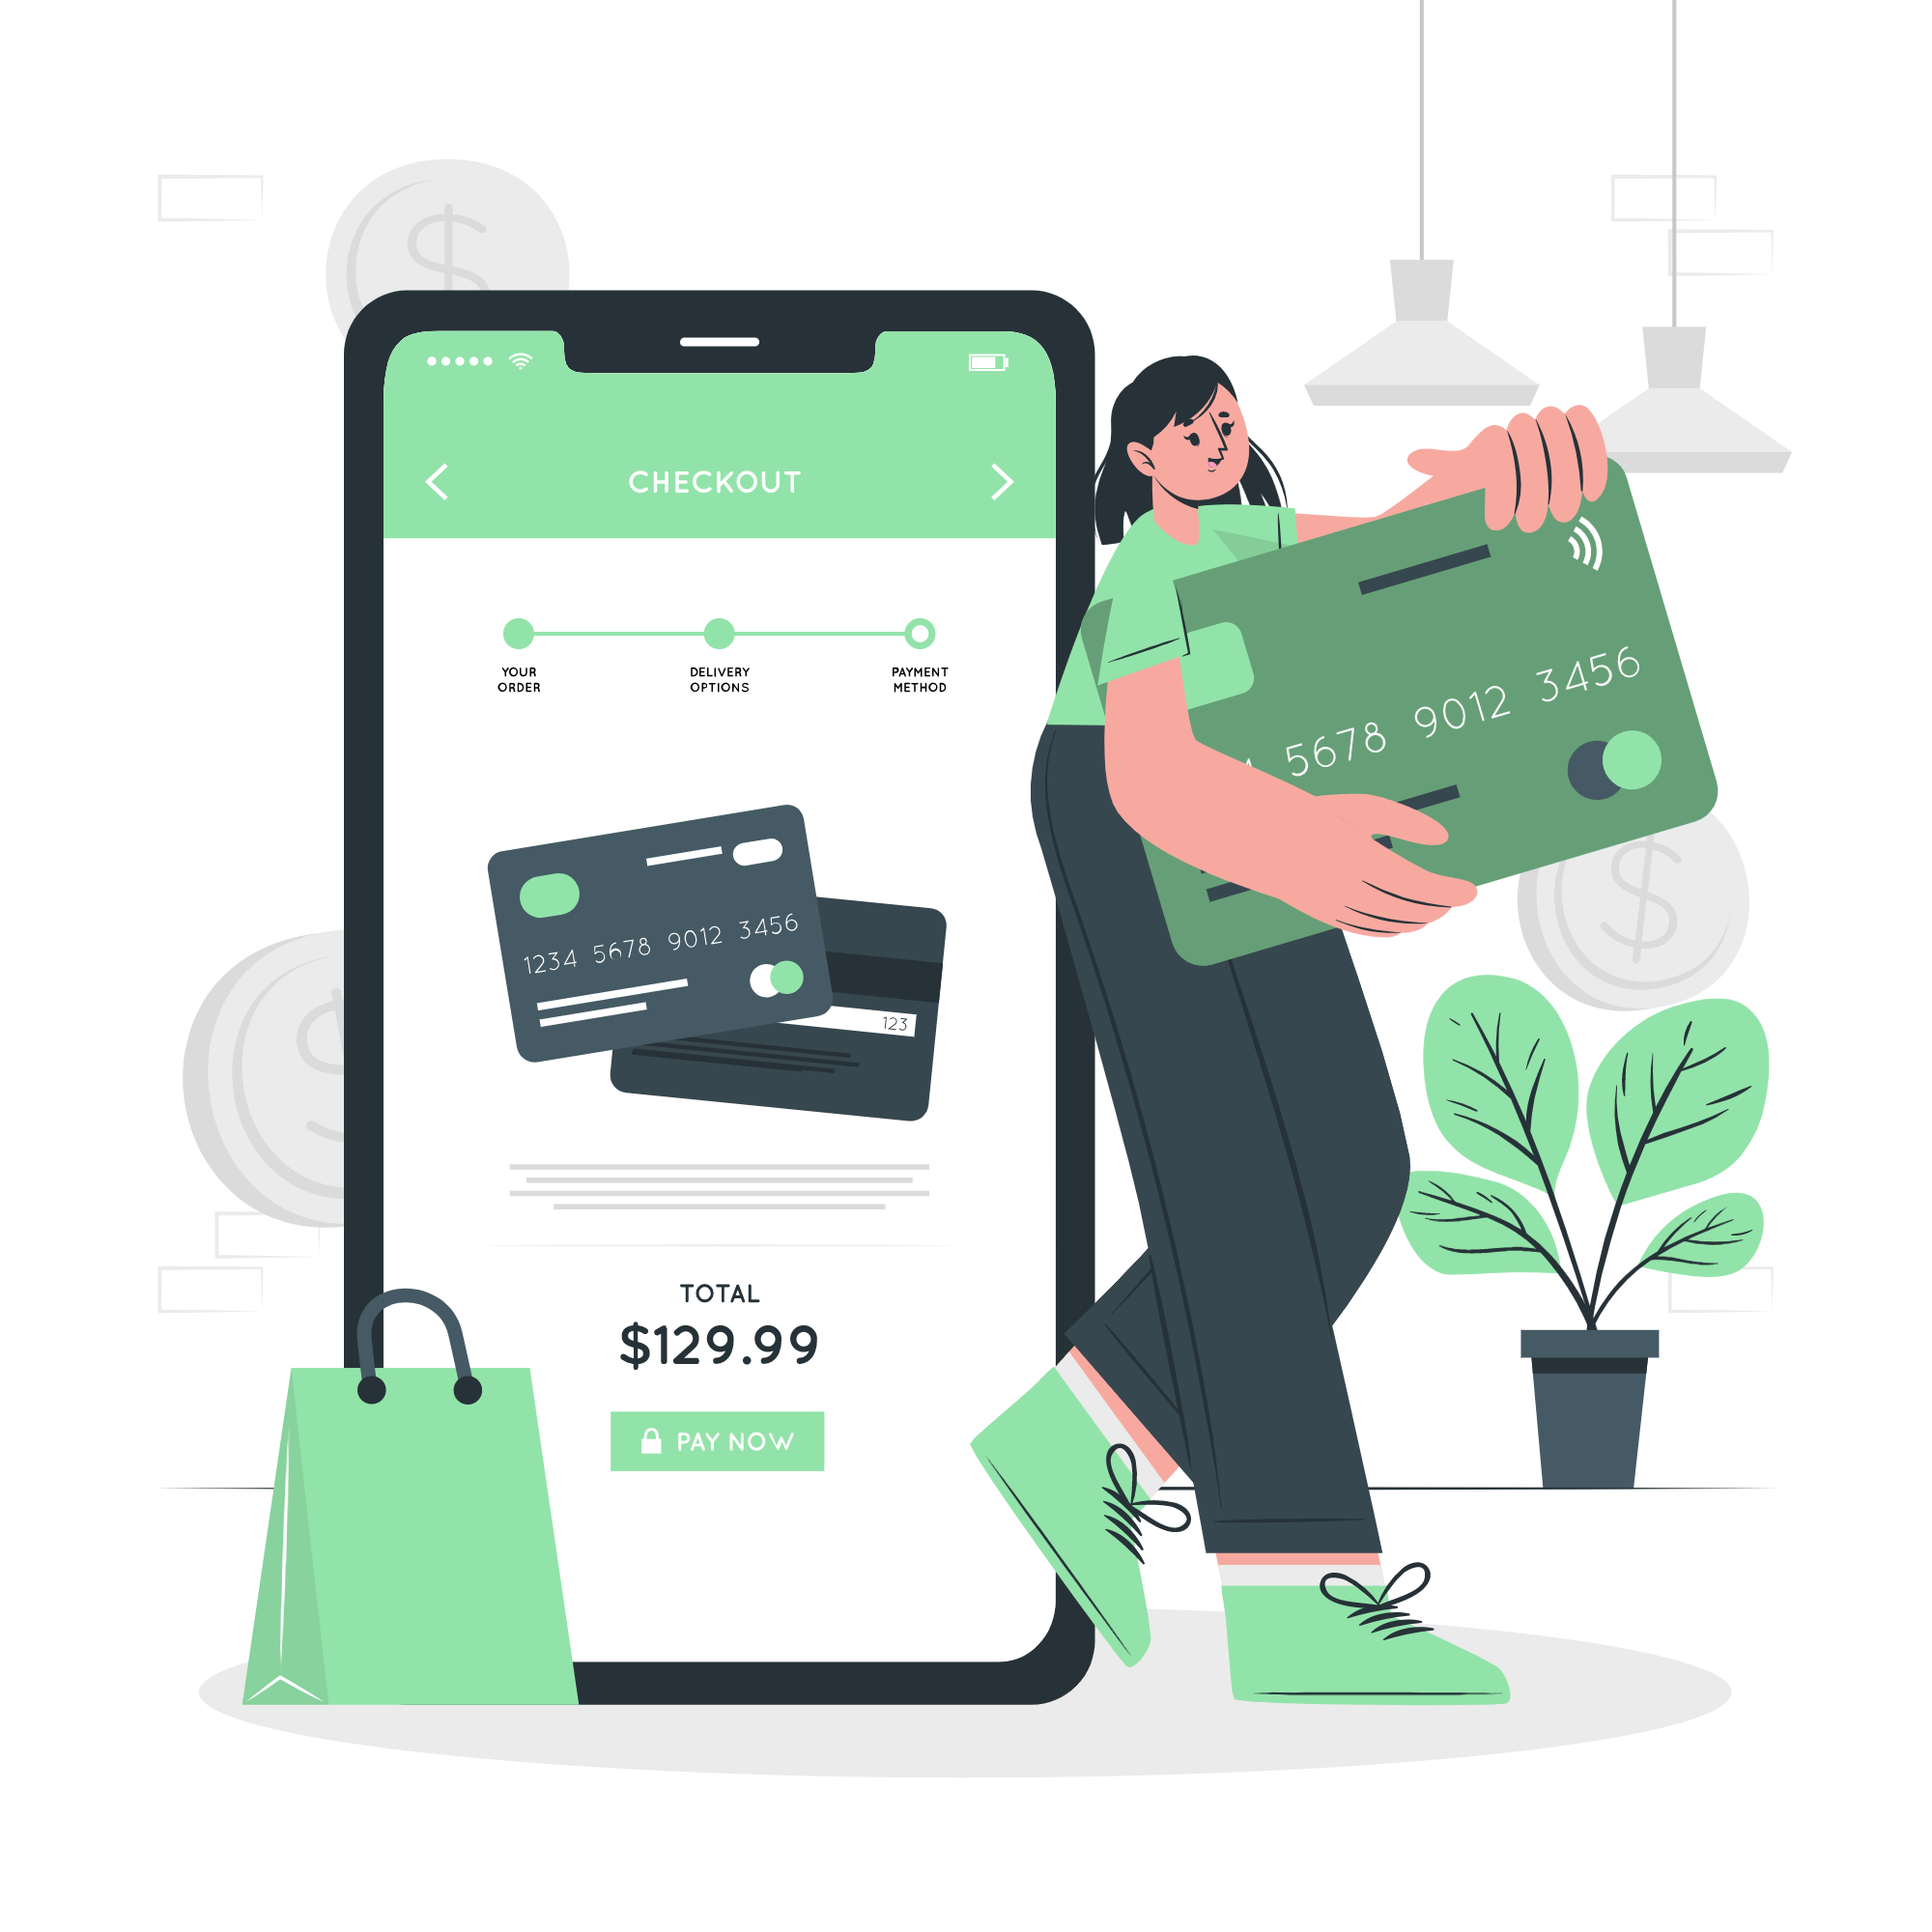 CHECKOUT
YOUR
ORDER
DELIVERY
OPTIONS
PAYMENT
METHOD
1234 5678 9012 3456
123
TOTAL
$129.99
PAY NOW
5678 9012 3456
$
$